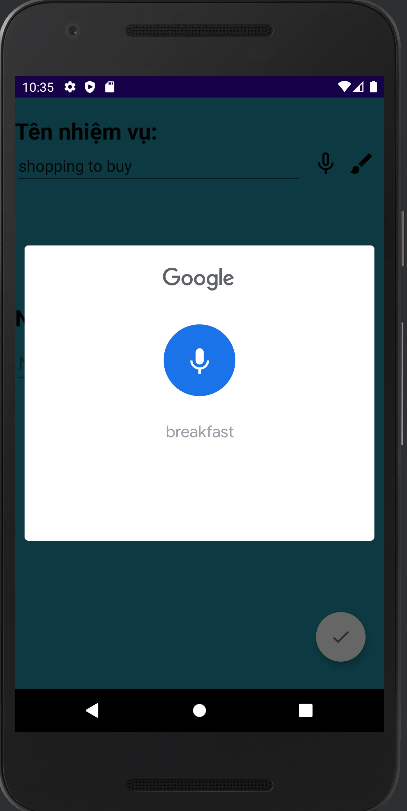 10:35
Tên nhiệm vụ:
shopping to buy
Google
breakfast